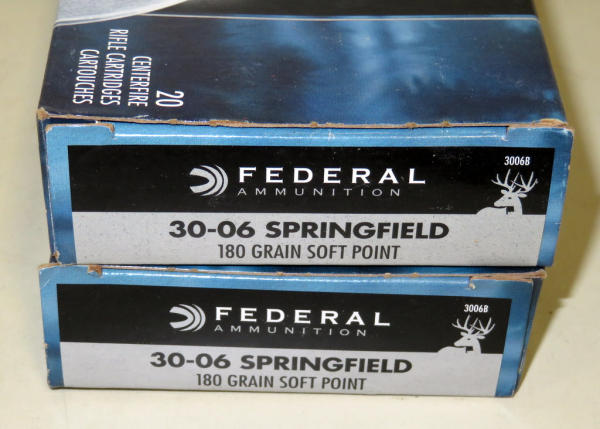 20
CENTERFIRE
RIFLE CARTRIDGES
CARTOUCHES
3006B
FEDERAL
AMMUNITION
30-06 SPRINGFIELD
180 GRAIN SOFT POINT
3006B
FEDERAL
AMMUNITION
30-06 SPRINGFIELD
180 GRAIN SOFT POINT